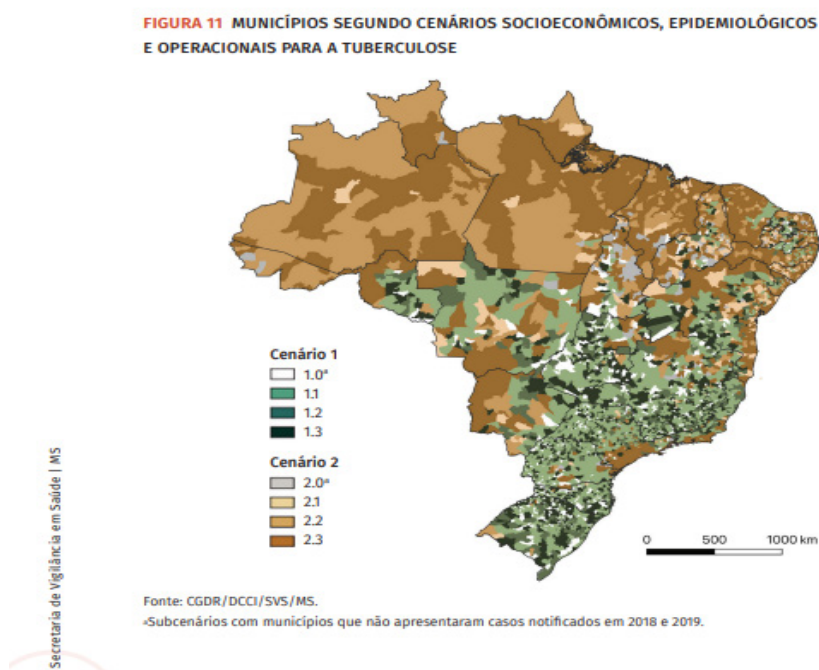 FIGURA 11 MUNICÍPIOS SEGUNDO CENÁRIOS SOCIOECONÔMICOS, EPIDEMIOLÓGICOS
E OPERACIONAIS PARA A TUBERCULOSE
Cenário 1
1.0ª
1.1
1.2
1.3
Cenário 2
2.0ª
2.1
2.2
2.3
0 500 1000 km
Secretaria de Vigilância em Saúde | MS
Fonte: CGDR/DCCI/SVS/MS.
ªSubcenários com municípios que não apresentaram casos notificados em 2018 e 2019.